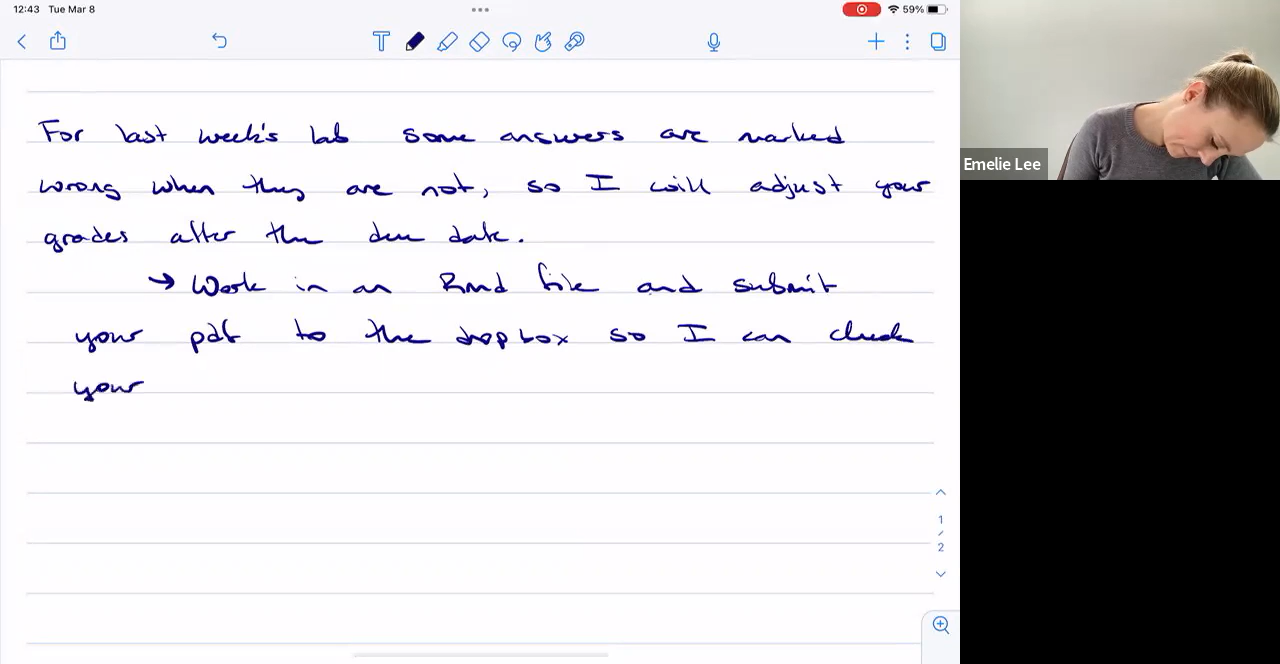 12:43 Tue Mar 8
59%
For last week's lab some answers are marked
wrong when they are not, so I will adjust your
grades after the due date.
→ Work in an Rmd file and submit
your pdf to the dropbox so I can check
your
1
/
2
Emelie Lee